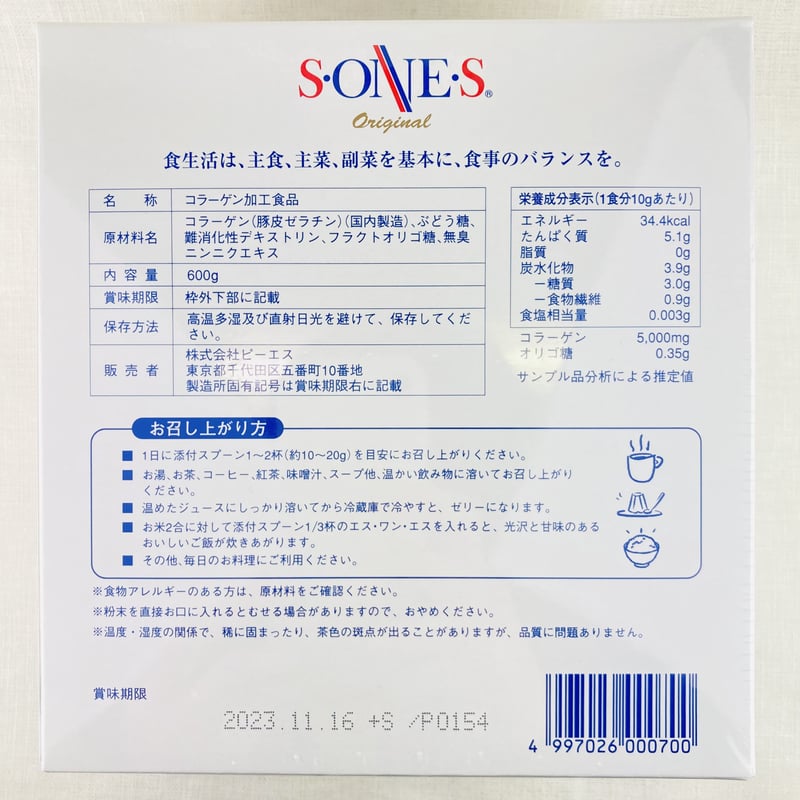 S·ONE·S®
Original
食生活は、主食、主菜、副菜を基本に、食事のバランスを。
名　称　コラーゲン加工食品
原材料名　コラーゲン(豚皮ゼラチン)(国内製造)、ぶどう糖、
難消化性デキストリン、フラクトオリゴ糖、無臭
ニンニクエキス
内 容 量　600g
賞味期限　枠外下部に記載
保存方法　高温多湿及び直射日光を避けて、保存してくだ
さい。
販 売 者　株式会社ピーエス
東京都千代田区五番町10番地
製造所固有記号は賞味期限右に記載
栄養成分表示(1食分10gあたり)
エネルギー　34.4kcal
たんぱく質　5.1g
脂質　0g
炭水化物　3.9g
－糖質　3.0g
－食物繊維　0.9g
食塩相当量　0.003g
コラーゲン　5,000mg
オリゴ糖　0.35g
サンプル品分析による推定値
お召し上がり方
■ 1日に添付スプーン1〜2杯(約10〜20g)を目安にお召し上がりください。
■ お湯、お茶、コーヒー、紅茶、味噌汁、スープ他、温かい飲み物に溶いてお召し上がり
ください。
■ 温めたジュースにしっかり溶いてから冷蔵庫で冷やすと、ゼリーになります。
■ お米2合に対して添付スプーン1/3杯のエス・ワン・エスを入れると、光沢と甘味のある
おいしいご飯が炊きあがります。
■ その他、毎日のお料理にご利用ください。
※食物アレルギーのある方は、原材料をご確認ください。
※粉末を直接お口に入れるとむせる場合がありますので、おやめください。
※温度・湿度の関係で、稀に固まったり、茶色の斑点が出ることがありますが、品質に問題ありません。
賞味期限
2023.11.16 +S /P0154
4 997026 000700